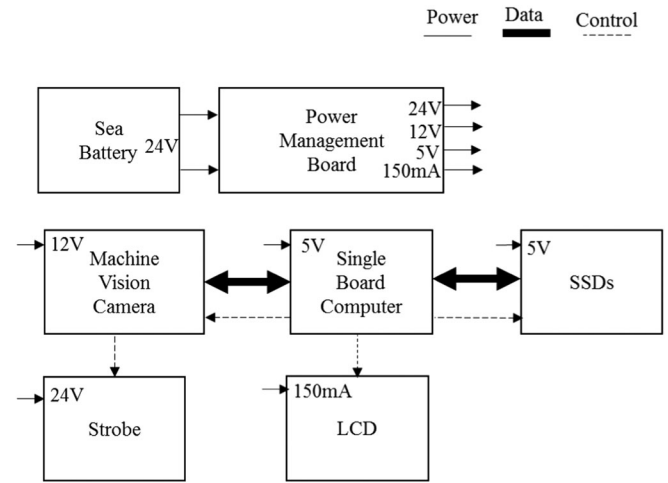 Power Data Control
Sea
Battery 24V
Power
Management
Board
24V
12V
5V
150mA
12V
Machine
Vision
Camera
5V
Single
Board
Computer
5V
SSDs
24V
Strobe
150mA
LCD